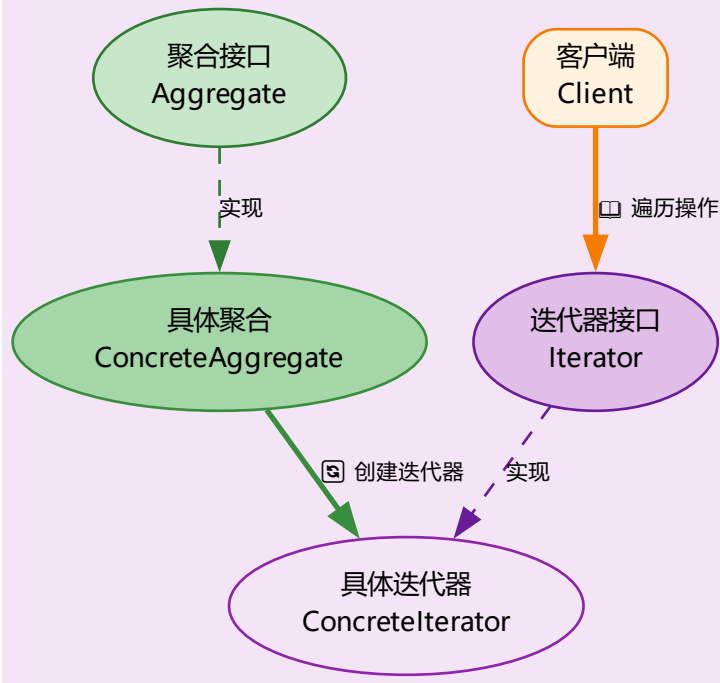 聚合接口
Aggregate
客户端
Client
实现
📖 遍历操作
具体聚合
ConcreteAggregate
迭代器接口
Iterator
🔄 创建迭代器
实现
具体迭代器
ConcreteIterator